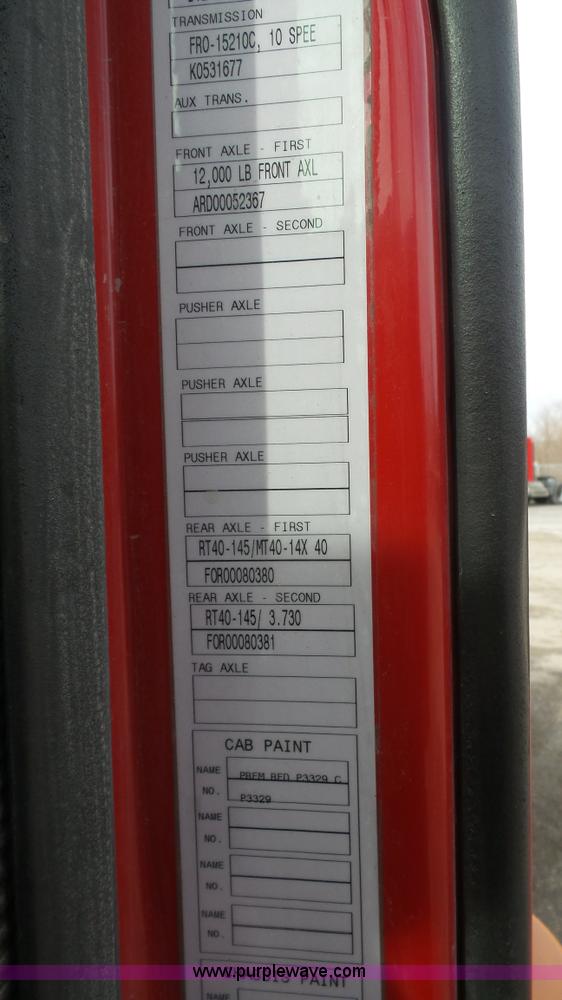 TRANSMISSION
FRO-15210C, 10 SPEE
K0531677
AUX TRANS.
FRONT AXLE - FIRST
12,000 LB FRONT AXL
ARD00052367
FRONT AXLE - SECOND
PUSHER AXLE
PUSHER AXLE
PUSHER AXLE
REAR AXLE - FIRST
RT40-145/MT40-14X 40
FOR00080380
REAR AXLE - SECOND
RT40-145/ 3.730
FOR00080381
TAG AXLE
CAB PAINT
NAME PREM RED P3329 C
NO. P3329
NAME
NO.
NAME
NO.
NAME
NO.
www.purplewave.com
PAINT
NAME